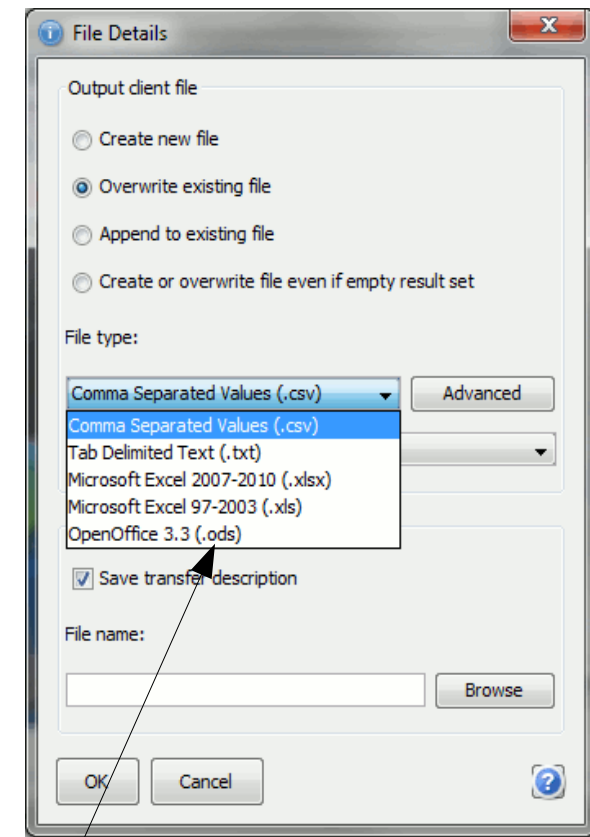 File Details
Output client file
Create new file
Overwrite existing file
Append to existing file
Create or overwrite file even if empty result set
File type:
Comma Separated Values (.csv)
Advanced
Comma Separated Values (.csv)
Tab Delimited Text (.txt)
Microsoft Excel 2007-2010 (.xlsx)
Microsoft Excel 97-2003 (.xls)
OpenOffice 3.3 (.ods)
Save transfer description
File name:
Browse
OK
Cancel